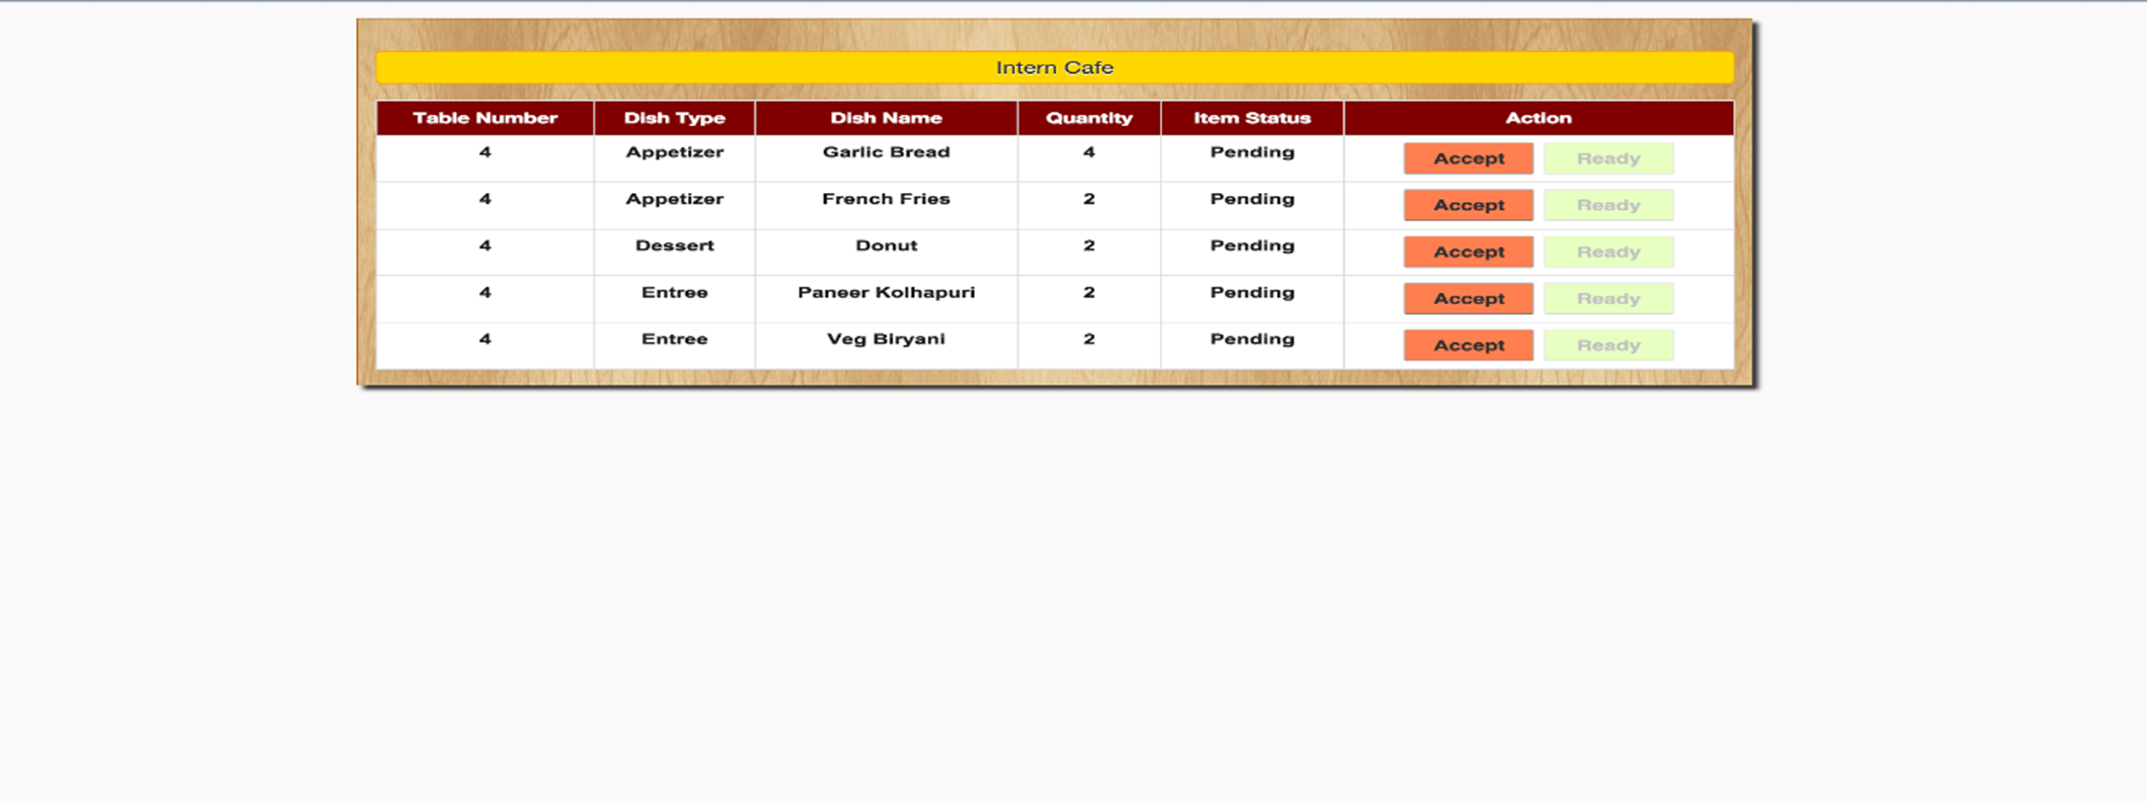 Intern Cafe
Table Number Dish Type Dish Name Quantity Item Status Action
4 Appetizer Garlic Bread 4 Pending Accept Ready
4 Appetizer French Fries 2 Pending Accept Ready
4 Dessert Donut 2 Pending Accept Ready
4 Entree Paneer Kolhapuri 2 Pending Accept Ready
4 Entree Veg Biryani 2 Pending Accept Ready